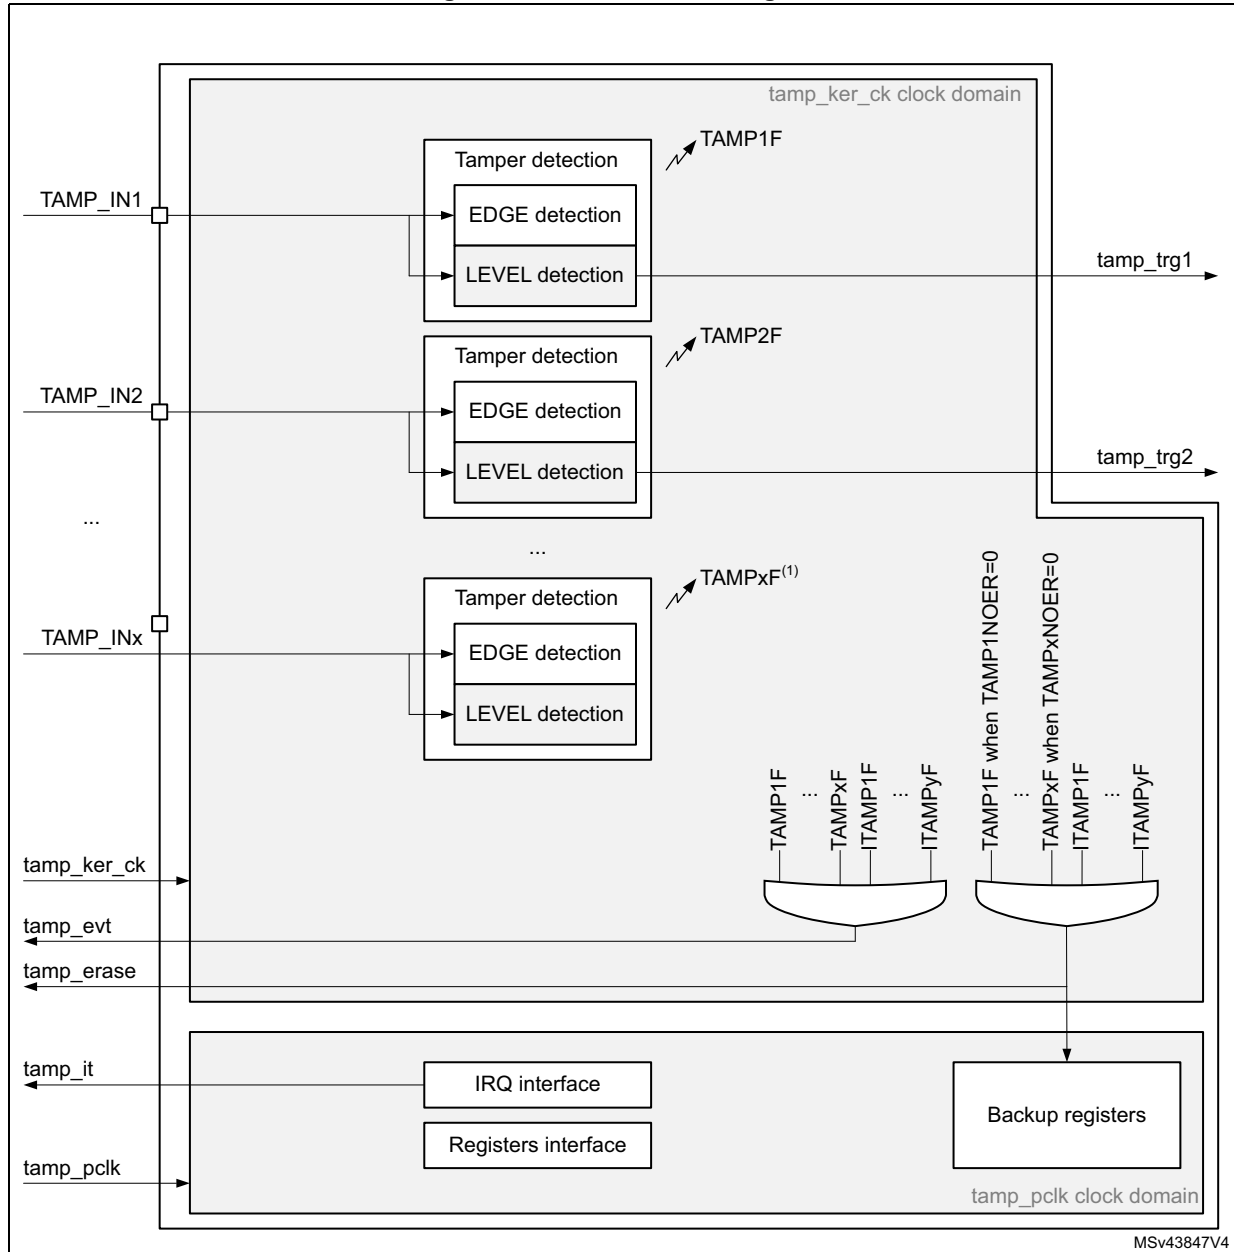 tamp_ker_ck clock domain
TAMP1F
Tamper detection
TAMP_IN1
EDGE detection
LEVEL detection
tamp_trg1
TAMP2F
Tamper detection
TAMP_IN2
EDGE detection
LEVEL detection
tamp_trg2
...
...
TAMPxF(1)
Tamper detection
TAMP_INx
EDGE detection
LEVEL detection
TAMP1F
...
TAMPxF
ITAMP1F
...
ITAMPyF
TAMP1F when TAMP1NOER=0
...
TAMPxF when TAMPxNOER=0
ITAMP1F
...
ITAMPyF
tamp_ker_ck
tamp_evt
tamp_erase
tamp_it
IRQ interface
Backup registers
Registers interface
tamp_pclk
tamp_pclk clock domain
MSv43847V4